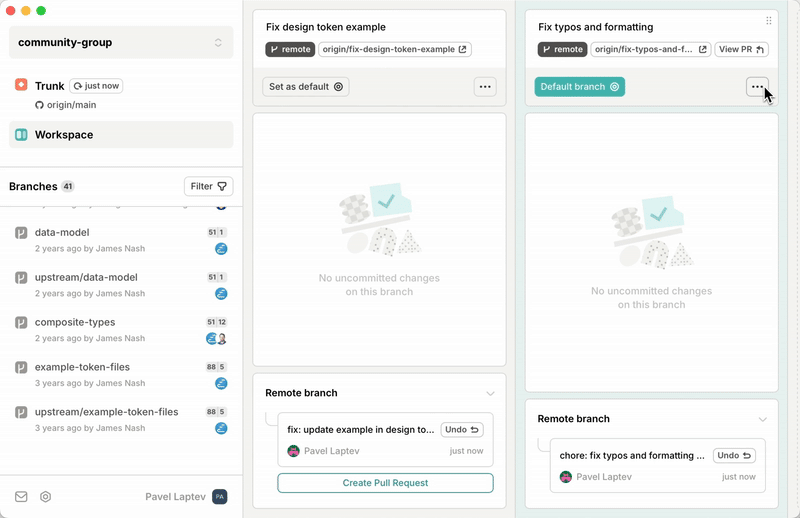 community-group
Trunk
just now
origin/main
Workspace
Branches 41
Filter
data-model
51 1
2 years ago by James Nash
upstream/data-model
51 1
2 years ago by James Nash
composite-types
51 12
2 years ago by James Nash
example-token-files
88 5
3 years ago by James Nash
upstream/example-token-files
88 5
3 years ago by James Nash
Pavel Laptev
PA
Fix design token example
remote
origin/fix-design-token-example
Set as default
No uncommitted changes
on this branch
Remote branch
fix: update example in design to...
Undo
Pavel Laptev
just now
Create Pull Request
Fix typos and formatting
remote
origin/fix-typos-and-f...
View PR
Default branch
No uncommitted changes
on this branch
Remote branch
chore: fix typos and formatting ...
Undo
Pavel Laptev
just now